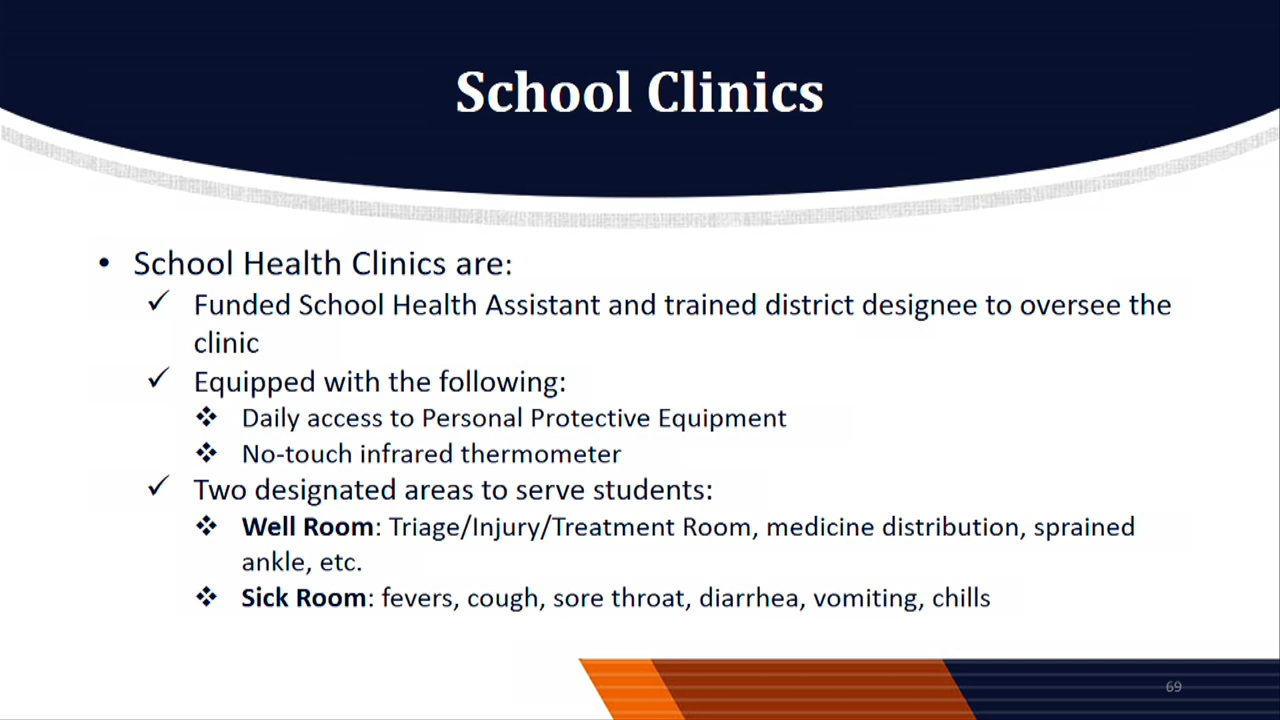 School Clinics
• School Health Clinics are:
✓ Funded School Health Assistant and trained district designee to oversee the
clinic
✓ Equipped with the following:
❖ Daily access to Personal Protective Equipment
❖ No-touch infrared thermometer
✓ Two designated areas to serve students:
❖ Well Room: Triage/Injury/Treatment Room, medicine distribution, sprained
ankle, etc.
❖ Sick Room: fevers, cough, sore throat, diarrhea, vomiting, chills
69